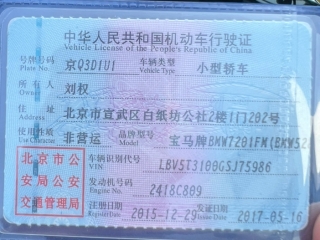 中华人民共和国机动车行驶证
Vehicle License of the People's Republic of China
号牌号码 京Q3D1U1 车辆类型 小型轿车
Plate No. Vehicle Type
所有人 刘权
Owner
住址 北京市宣武区白纸坊公社2楼1门202号
Address
使用性质 非营运 品牌型号 宝马牌BMW7201FM(BMW52
Use Character
北京市公安局公安交通管理局
车辆识别代号 LBV5T3100GSJ75986
VIN
发动机号码 2418C809
Engine No.
注册日期 2015-12-29 发证日期 2017-05-16
Register Date Issue Date